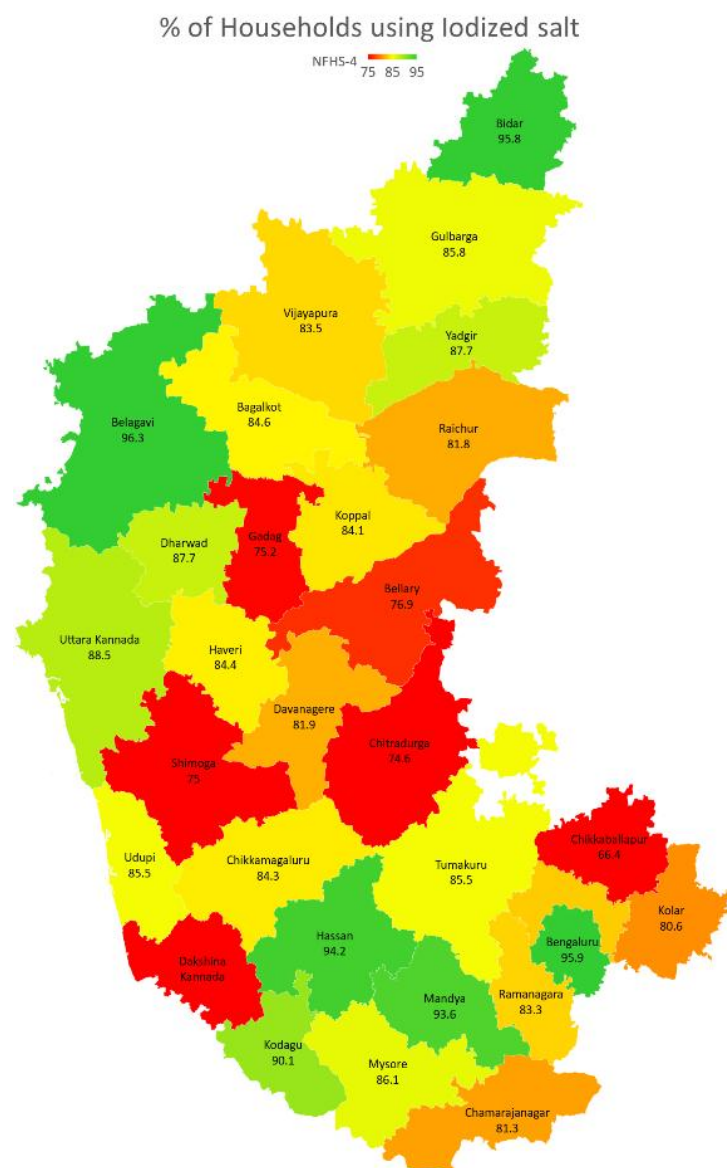 % of Households using Iodized salt
NFHS-4
75 85 95
Bidar
95.8
Gulbarga
85.8
Vijayapura
83.5
Yadgir
87.7
Bagalkot
84.6
Belagavi
96.3
Raichur
81.8
Koppal
84.1
Gadag
75.2
Dharwad
87.7
Bellary
76.9
Uttara Kannada
88.5
Haveri
84.4
Davanagere
81.9
Chitradurga
74.6
Shimoga
75
Chikkaballapur
66.4
Udupi
85.5
Chikkamagaluru
84.3
Tumakuru
85.5
Kolar
80.6
Hassan
94.2
Bengaluru
95.9
Dakshina
Kannada
Mandya
93.6
Ramanagara
83.3
Kodagu
90.1
Mysore
86.1
Chamarajanagar
81.3